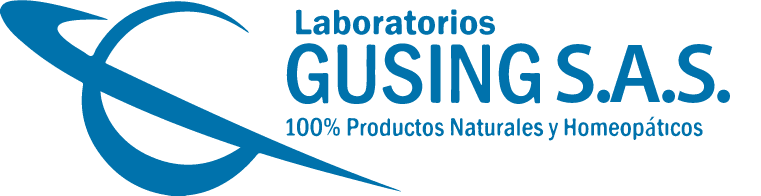 Laboratorios
GUSING S.A.S.
100% Productos Naturales y Homeopáticos